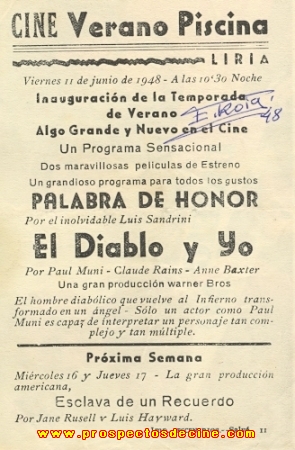 CINE Verano Piscina
LIRIA
Viernes 11 de junio de 1948 - A las 10'30 Noche
Inauguración de la Temporada
de Verano
Algo Grande y Nuevo en el Cine
48
Un Programa Sensacional
Dos maravillosas películas de Estreno
Un grandioso programa para todos los gustos
PALABRA DE HONOR
Por el inolvidable Luis Sandrini
El Diablo y Yo
Por Paul Muni - Claude Rains - Anne Baxter
Una gran producción warner Bros
El hombre diabólico que vuelve al Infierno trans-
formado en un ángel - Sólo un actor como Paul
Muni es capaz de interpretar un personaje tan com-
plejo y tan múltiple.
Próxima Semana
Miércoles 16 y Jueves 17 - La gran producción
americana,
Esclava de un Recuerdo
Por Jane Rusell y Luis Hayward.
11
www.prospectosdecine.com